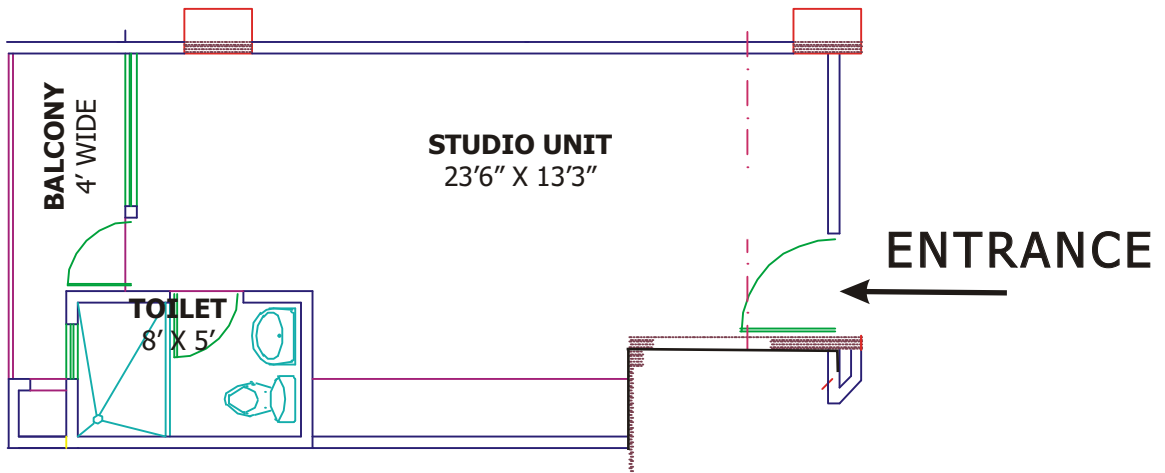 BALCONY
4’ WIDE
STUDIO UNIT
23’6” X 13’3”
ENTRANCE
TOILET
8’ X 5’